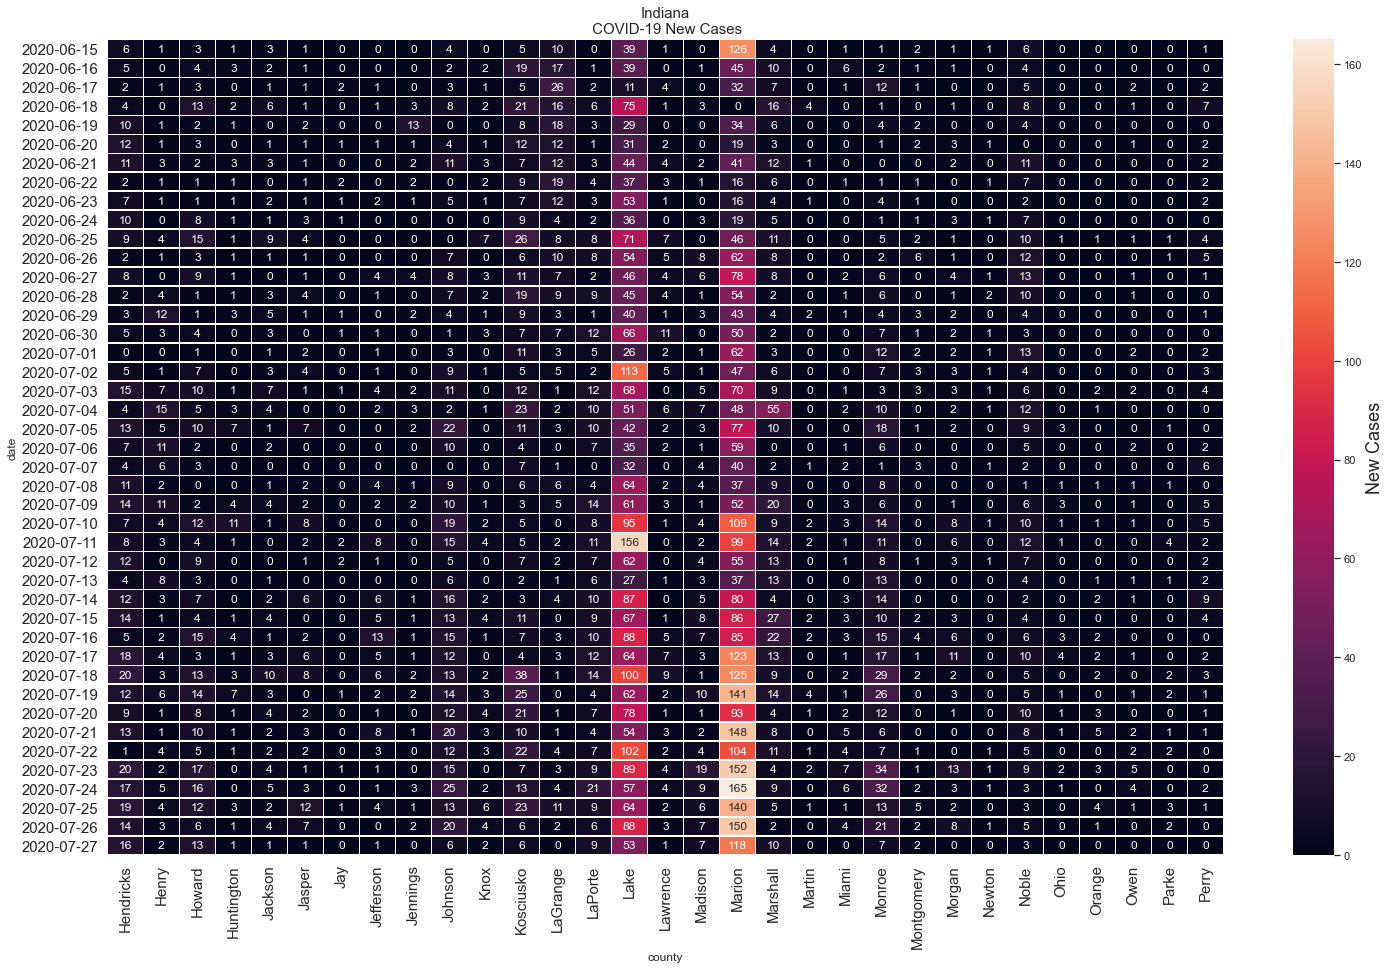 Indiana
COVID-19 New Cases
2020-06-15 6 1 3 1 3 1 0 0 0 4 0 5 10 0 39 1 0 126 4 0 1 1 2 1 1 6 0 0 0 0 1
2020-06-16 5 0 4 3 2 1 0 0 0 2 2 19 17 1 39 0 1 45 10 0 6 2 1 1 0 4 0 0 0 0 0
2020-06-17 2 1 3 0 1 1 2 1 0 3 1 5 26 2 11 4 0 32 7 0 1 12 1 0 0 5 0 0 2 0 2
2020-06-18 4 0 13 2 6 1 0 1 3 8 2 21 16 6 75 1 3 0 16 4 0 1 0 1 0 8 0 0 1 0 7
2020-06-19 10 1 2 1 0 2 0 0 13 0 0 8 18 3 29 0 0 34 6 0 0 4 2 0 0 4 0 0 0 0 0
2020-06-20 12 1 3 0 1 1 1 1 1 4 1 12 12 1 31 2 0 19 3 0 0 1 2 3 1 0 0 0 1 0 2
2020-06-21 11 3 2 3 3 1 0 0 2 11 3 7 12 3 44 4 2 41 12 1 0 0 0 2 0 11 0 0 0 0 2
2020-06-22 2 1 1 1 0 1 2 0 2 0 2 9 19 4 37 3 1 16 6 0 1 1 1 0 1 7 0 0 0 0 2
2020-06-23 7 1 1 1 2 1 1 2 1 5 1 7 12 3 53 1 0 16 4 1 0 4 1 0 0 2 0 0 0 0 2
2020-06-24 10 0 8 1 1 3 1 0 0 0 0 9 4 2 36 0 3 19 5 0 0 1 1 3 1 7 0 0 0 0 0
2020-06-25 9 4 15 1 9 4 0 0 0 0 7 26 8 8 71 7 0 46 11 0 0 5 2 1 0 10 1 1 1 1 4
2020-06-26 2 1 3 1 1 1 0 0 0 7 0 6 10 8 54 5 8 62 8 0 0 2 6 1 0 12 0 0 0 1 5
2020-06-27 8 0 9 1 0 1 0 4 4 8 3 11 7 2 46 4 6 78 8 0 2 6 0 4 1 13 0 0 1 0 1
2020-06-28 2 4 1 1 3 4 0 1 0 7 2 19 9 9 45 4 1 54 2 0 1 6 0 1 2 10 0 0 1 0 0
2020-06-29 3 12 1 3 5 1 1 0 2 4 1 9 3 1 40 1 3 43 4 2 1 4 3 2 0 4 0 0 0 0 1
2020-06-30 5 3 4 0 3 0 1 1 0 1 3 7 7 12 66 11 0 50 2 0 0 7 1 2 1 3 0 0 0 0 0
2020-07-01 0 0 1 0 1 2 0 1 0 3 0 11 3 5 26 2 1 62 3 0 0 12 2 2 1 13 0 0 2 0 2
2020-07-02 5 1 7 0 3 4 0 1 0 9 1 5 5 2 113 5 1 47 6 0 0 7 3 3 1 4 0 0 0 0 3
2020-07-03 15 7 10 1 7 1 1 4 2 11 0 12 1 12 68 0 5 70 9 0 1 3 3 3 1 6 0 2 2 0 4
2020-07-04 4 15 5 3 4 0 0 2 3 2 1 23 2 10 51 6 7 48 55 0 2 10 0 2 1 12 0 1 0 0 0
2020-07-05 13 5 10 7 1 7 0 0 2 22 0 11 3 10 42 2 3 77 10 0 0 18 1 2 0 9 3 0 0 1 0
2020-07-06 7 11 2 0 2 0 0 0 0 10 0 4 0 7 35 2 1 59 0 0 1 6 0 0 0 5 0 0 2 0 2
2020-07-07 4 6 3 0 0 0 0 0 0 0 0 7 1 0 32 0 4 40 2 1 2 1 3 0 1 2 0 0 0 0 6
2020-07-08 11 2 0 0 1 2 0 4 1 9 0 6 6 4 64 2 4 37 9 0 0 8 0 0 0 1 1 1 1 1 0
2020-07-09 14 11 2 4 4 2 0 2 2 10 1 3 5 14 61 3 1 52 20 0 3 6 0 1 0 6 3 0 1 0 5
2020-07-10 7 4 12 11 1 8 0 0 0 19 2 5 0 8 95 1 4 109 9 2 3 14 0 8 1 10 1 1 1 0 5
2020-07-11 8 3 4 1 0 2 2 8 0 15 4 5 2 11 156 0 2 99 14 2 1 11 0 6 0 12 1 0 0 4 2
2020-07-12 12 0 9 0 0 1 2 1 0 5 0 7 2 7 62 0 4 55 13 0 1 8 1 3 1 7 0 0 0 0 0
2020-07-13 4 8 3 0 1 0 0 0 0 6 0 2 1 6 27 1 3 37 13 0 0 13 0 0 0 4 0 1 1 1 2
2020-07-14 12 3 7 0 2 6 0 6 1 16 2 3 4 10 87 0 5 80 4 0 3 14 0 0 0 2 0 2 1 0 9
2020-07-15 14 1 4 1 4 0 0 5 1 13 4 11 0 9 67 1 8 86 27 2 3 10 2 3 0 4 0 0 0 0 4
2020-07-16 5 2 15 4 1 2 0 13 1 15 1 7 3 10 88 5 7 85 22 2 3 15 4 6 0 6 3 2 0 0 0
2020-07-17 18 4 3 1 3 6 0 5 1 12 0 4 3 12 64 7 3 123 13 0 1 17 1 11 0 10 4 2 1 0 2
2020-07-18 20 3 13 3 10 8 0 6 2 13 2 38 1 14 100 9 1 125 9 0 2 29 2 2 0 5 0 2 0 2 3
2020-07-19 12 6 14 7 3 0 1 2 2 14 3 25 0 4 62 2 10 141 14 4 1 26 0 3 0 5 1 0 1 2 1
2020-07-20 9 1 8 1 4 2 0 1 0 12 4 21 1 7 78 1 1 93 4 1 2 12 0 1 0 10 1 3 0 0 1
2020-07-21 13 1 10 1 2 3 0 8 1 20 3 10 1 4 54 3 2 148 8 0 5 6 0 0 0 8 1 5 2 1 1
2020-07-22 1 4 5 1 2 2 0 3 0 12 3 22 4 7 102 2 4 104 11 1 4 7 1 0 1 5 0 0 2 2 0
2020-07-23 20 2 17 0 4 1 1 1 0 15 0 7 3 9 89 4 19 152 4 2 7 34 1 13 1 9 2 3 5 0 0
2020-07-24 17 5 16 0 5 3 0 1 3 25 2 13 4 21 57 4 9 165 9 0 6 32 2 3 1 3 1 0 4 0 2
2020-07-25 19 4 12 3 2 12 1 4 1 13 6 23 11 9 64 2 6 140 2 1 1 13 5 2 0 3 0 4 1 3 1
2020-07-26 14 3 6 1 4 7 0 0 2 20 4 6 2 6 88 3 7 150 2 0 4 21 2 8 1 5 0 1 0 2 0
2020-07-27 16 2 13 1 1 1 0 1 0 6 2 6 0 9 53 1 7 118 10 0 0 7 2 0 0 3 0 0 0 0 0
date
Hendricks Henry Howard Huntington Jackson Jasper Jay Jefferson Jennings Johnson Knox Kosciusko LaGrange LaPorte Lake Lawrence Madison Marion Marshall Martin Miami Monroe Montgomery Morgan Newton Noble Ohio Orange Owen Parke Perry
county
160
140
120
100
80
60
40
20
0
New Cases